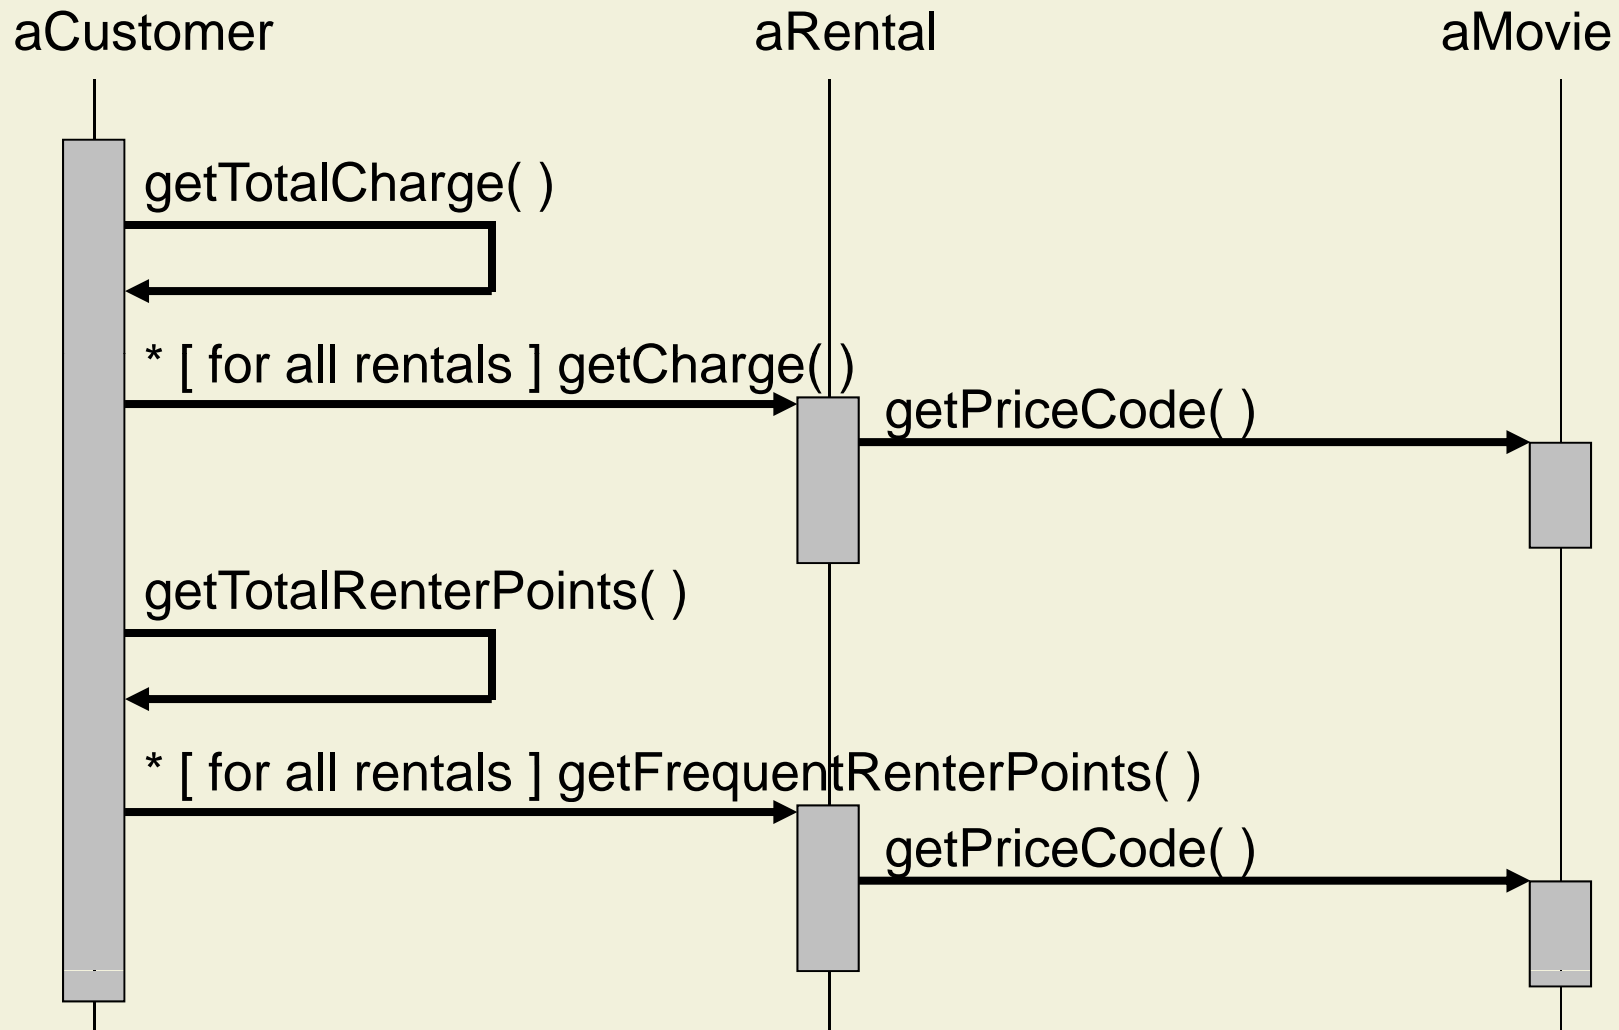 aCustomer aRental aMovie
getTotalCharge( )
* [ for all rentals ] getCharge( )
getPriceCode( )
getTotalRenterPoints( )
* [ for all rentals ] getFrequentRenterPoints( )
getPriceCode( )